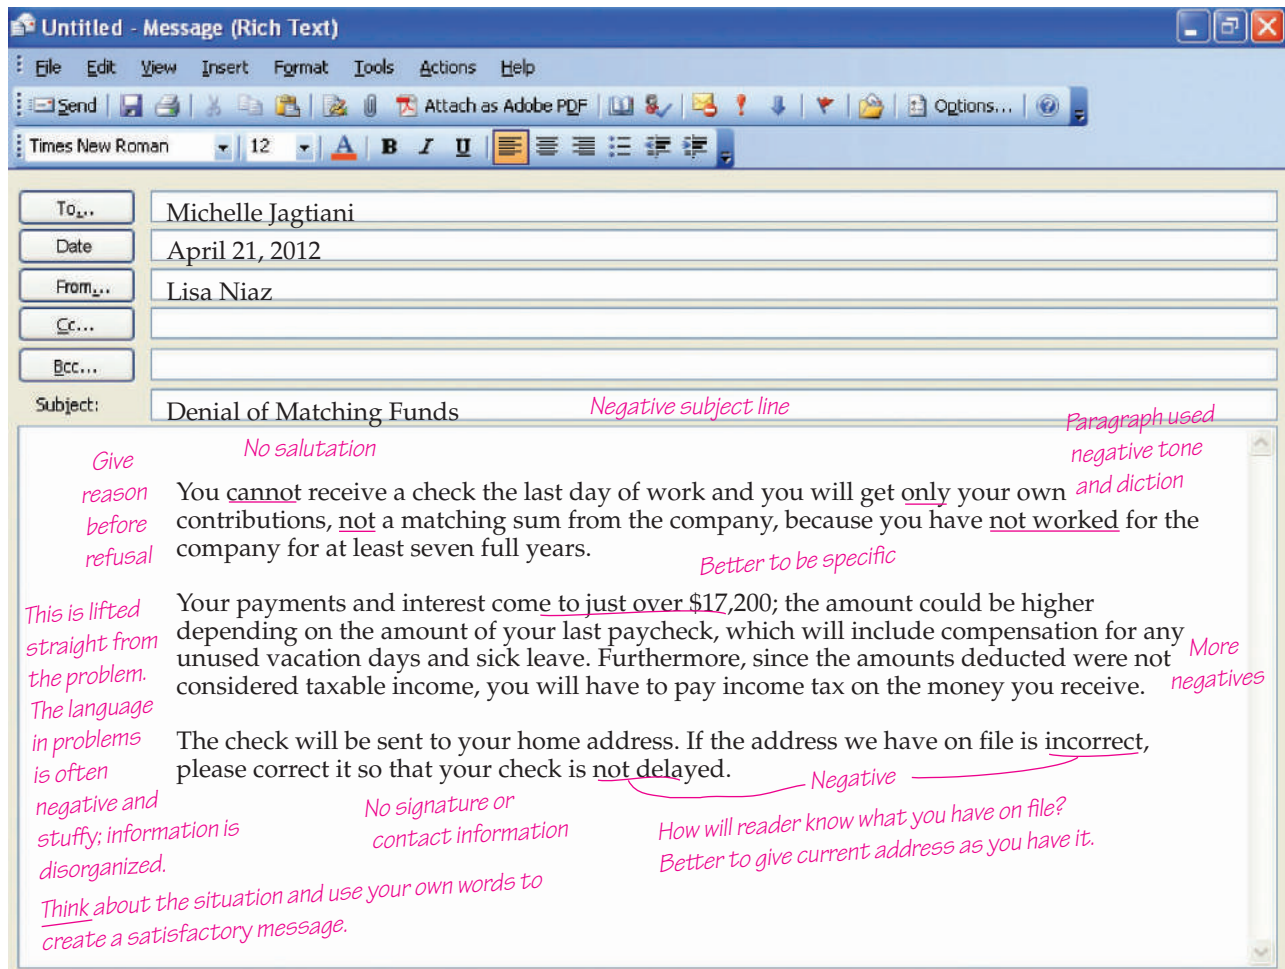 Untitled - Message (Rich Text)
File Edit View Insert Format Tools Actions Help
Send Attach as Adobe PDF Options...
Times New Roman 12 A B I U
To... Michelle Jagtiani
Date April 21, 2012
From... Lisa Niaz
Cc...
Bcc...
Subject: Denial of Matching Funds Negative subject line
No salutation
Paragraph used
negative tone
and diction
Give
reason
before
refusal
You cannot receive a check the last day of work and you will get only your own
contributions, not a matching sum from the company, because you have not worked for the
company for at least seven full years.
Better to be specific
This is lifted
straight from
the problem.
The language
in problems
is often
negative and
stuffy; information is
disorganized.
Your payments and interest come to just over $17,200; the amount could be higher
depending on the amount of your last paycheck, which will include compensation for any
unused vacation days and sick leave. Furthermore, since the amounts deducted were not
considered taxable income, you will have to pay income tax on the money you receive.
More
negatives
The check will be sent to your home address. If the address we have on file is incorrect,
please correct it so that your check is not delayed.
Negative
No signature or
contact information
How will reader know what you have on file?
Better to give current address as you have it.
Think about the situation and use your own words to
create a satisfactory message.